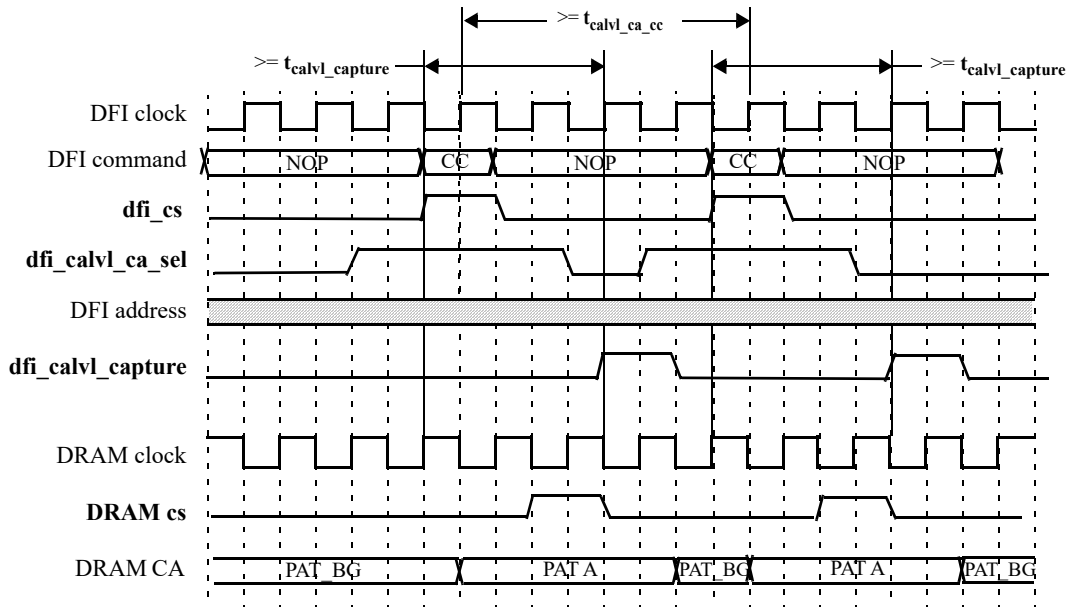 >= t_calvl_ca_cc
>= t_calvl_capture >= t_calvl_capture
DFI clock
DFI command NOP CC NOP CC NOP
dfi_cs
dfi_calvl_ca_sel
DFI address
dfi_calvl_capture
DRAM clock
DRAM cs
DRAM CA PAT_BG PAT A PAT_BG PAT A PAT_BG